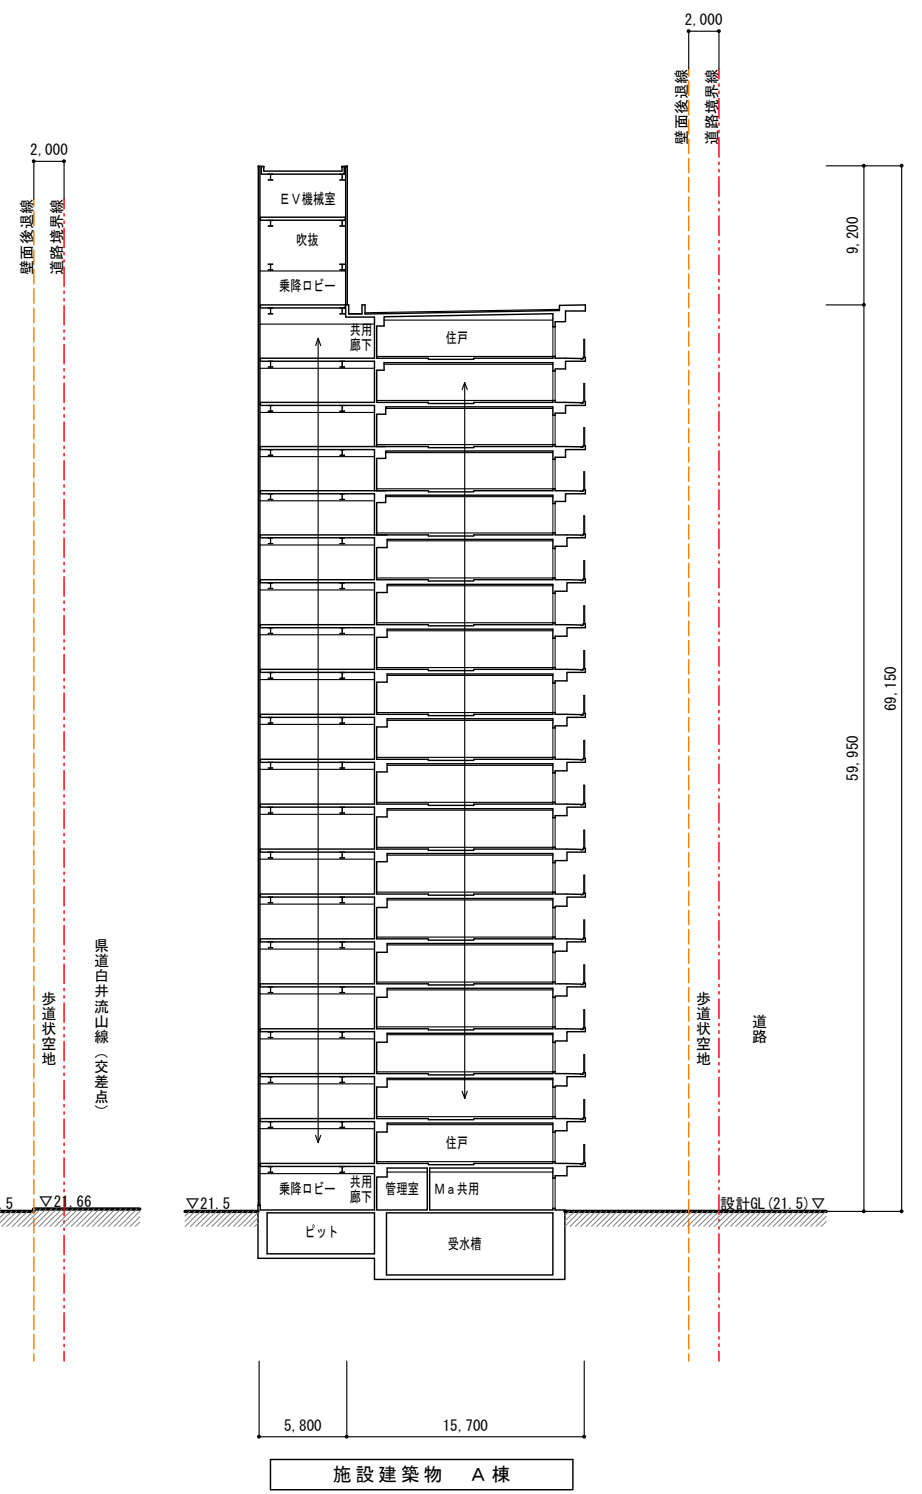 2,000
壁面後退線
道路境界線
2,000
壁面後退線
道路境界線
EV機械室
吹抜
乗降ロビー
9,200
共用
廊下
住戸
69,150
59,950
県道白井流山線（交差点）
歩道状空地
歩道状空地
道路
住戸
乗降ロビー
共用
廊下
管理室
Ma共用
.5
▽21.66
▽21.5
設計GL(21.5)▽
ピット
受水槽
5,800
15,700
施設建築物 A棟